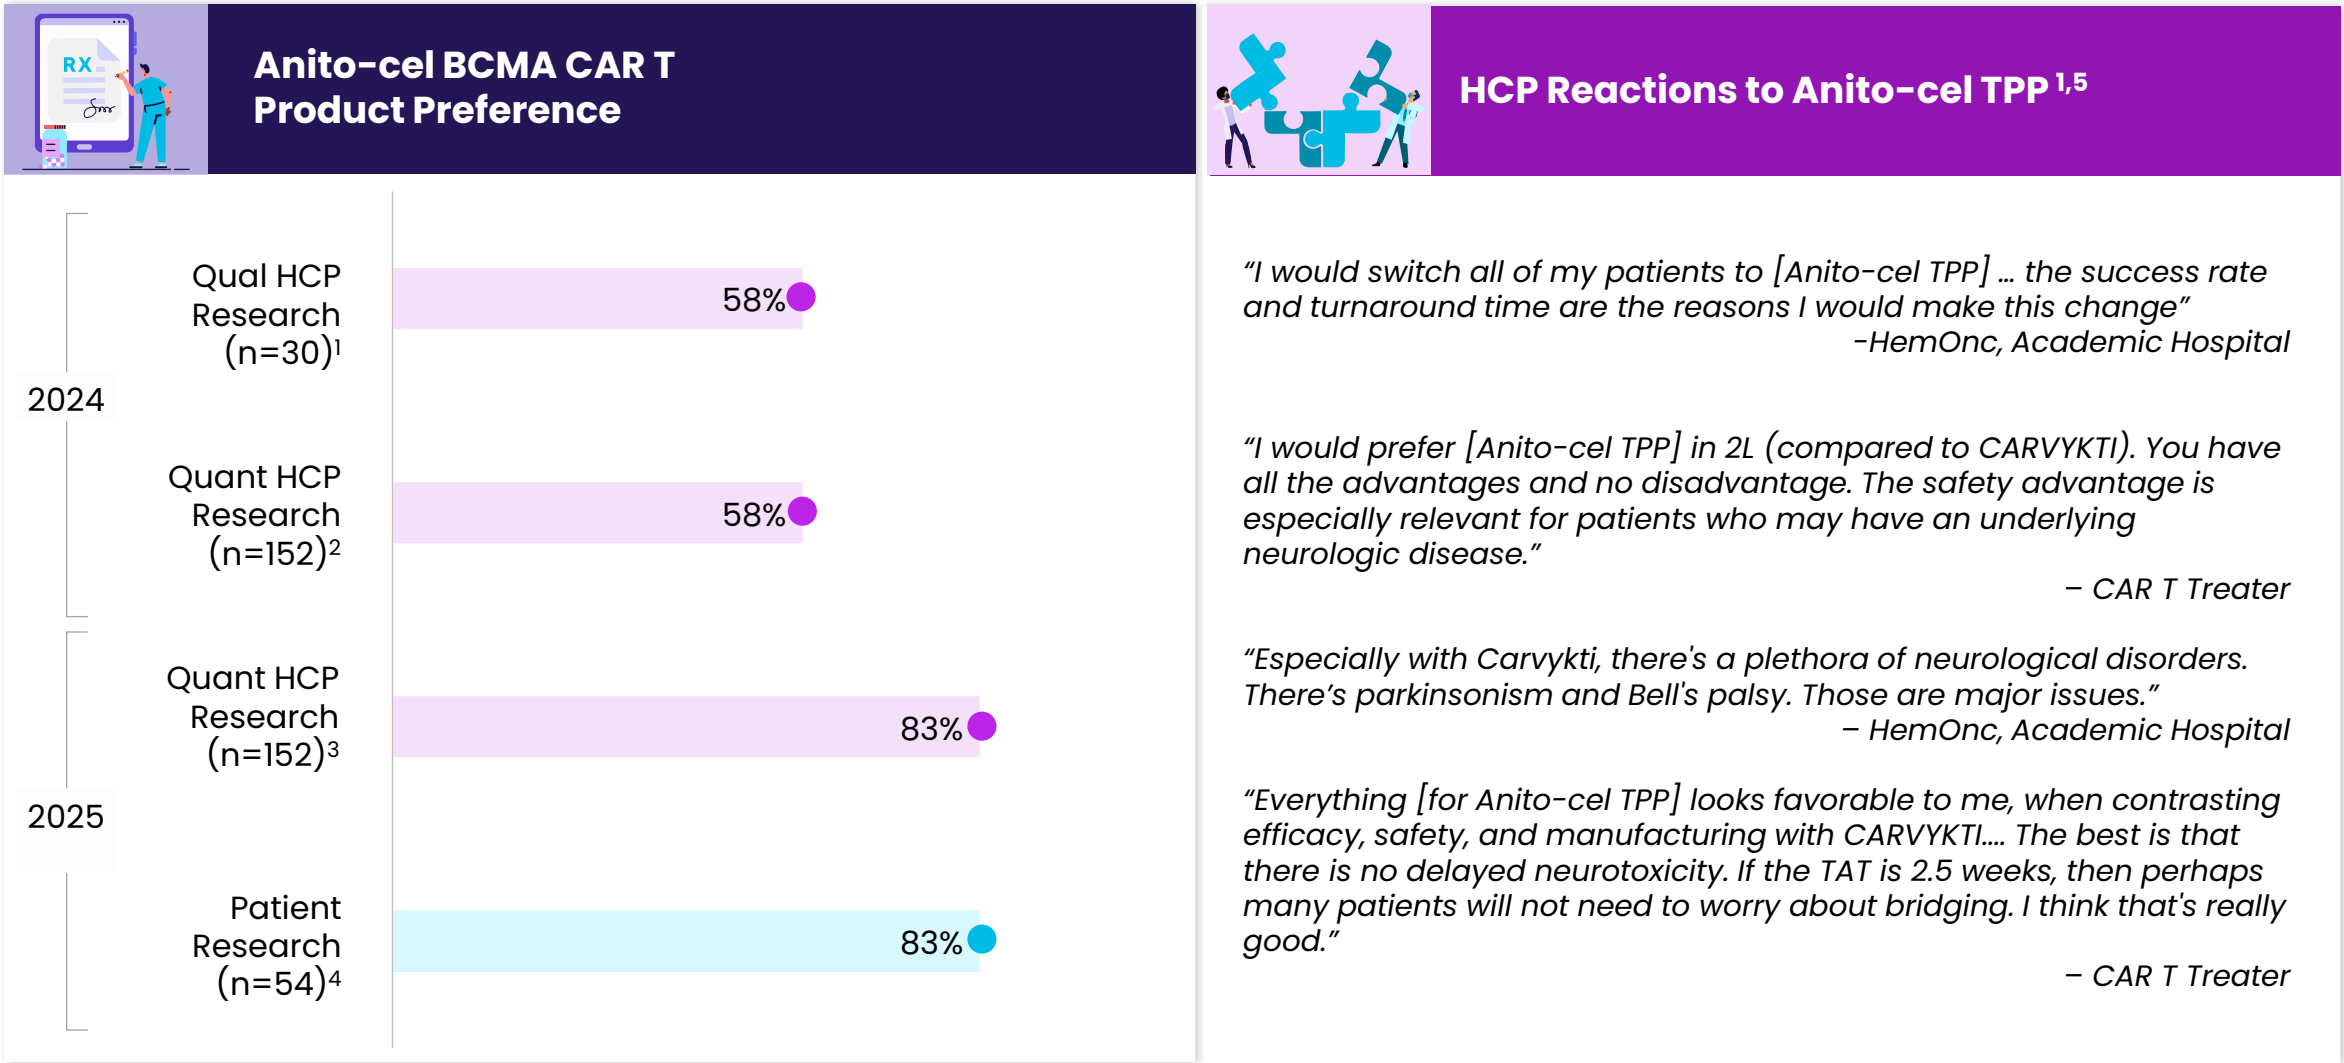 RX
Anito-cel BCMA CAR T
Product Preference
2024
Qual HCP
Research
(n=30)1
58%
Quant HCP
Research
(n=152)2
58%
2025
Quant HCP
Research
(n=152)3
83%
Patient
Research
(n=54)4
83%
HCP Reactions to Anito-cel TPP 1,5
“I would switch all of my patients to [Anito-cel TPP] … the success rate
and turnaround time are the reasons I would make this change”
-HemOnc, Academic Hospital
“I would prefer [Anito-cel TPP] in 2L (compared to CARVYKTI). You have
all the advantages and no disadvantage. The safety advantage is
especially relevant for patients who may have an underlying
neurologic disease.”
– CAR T Treater
“Especially with Carvykti, there's a plethora of neurological disorders.
There’s parkinsonism and Bell's palsy. Those are major issues.”
– HemOnc, Academic Hospital
“Everything [for Anito-cel TPP] looks favorable to me, when contrasting
efficacy, safety, and manufacturing with CARVYKTI.... The best is that
there is no delayed neurotoxicity. If the TAT is 2.5 weeks, then perhaps
many patients will not need to worry about bridging. I think that's really
good.”
– CAR T Treater